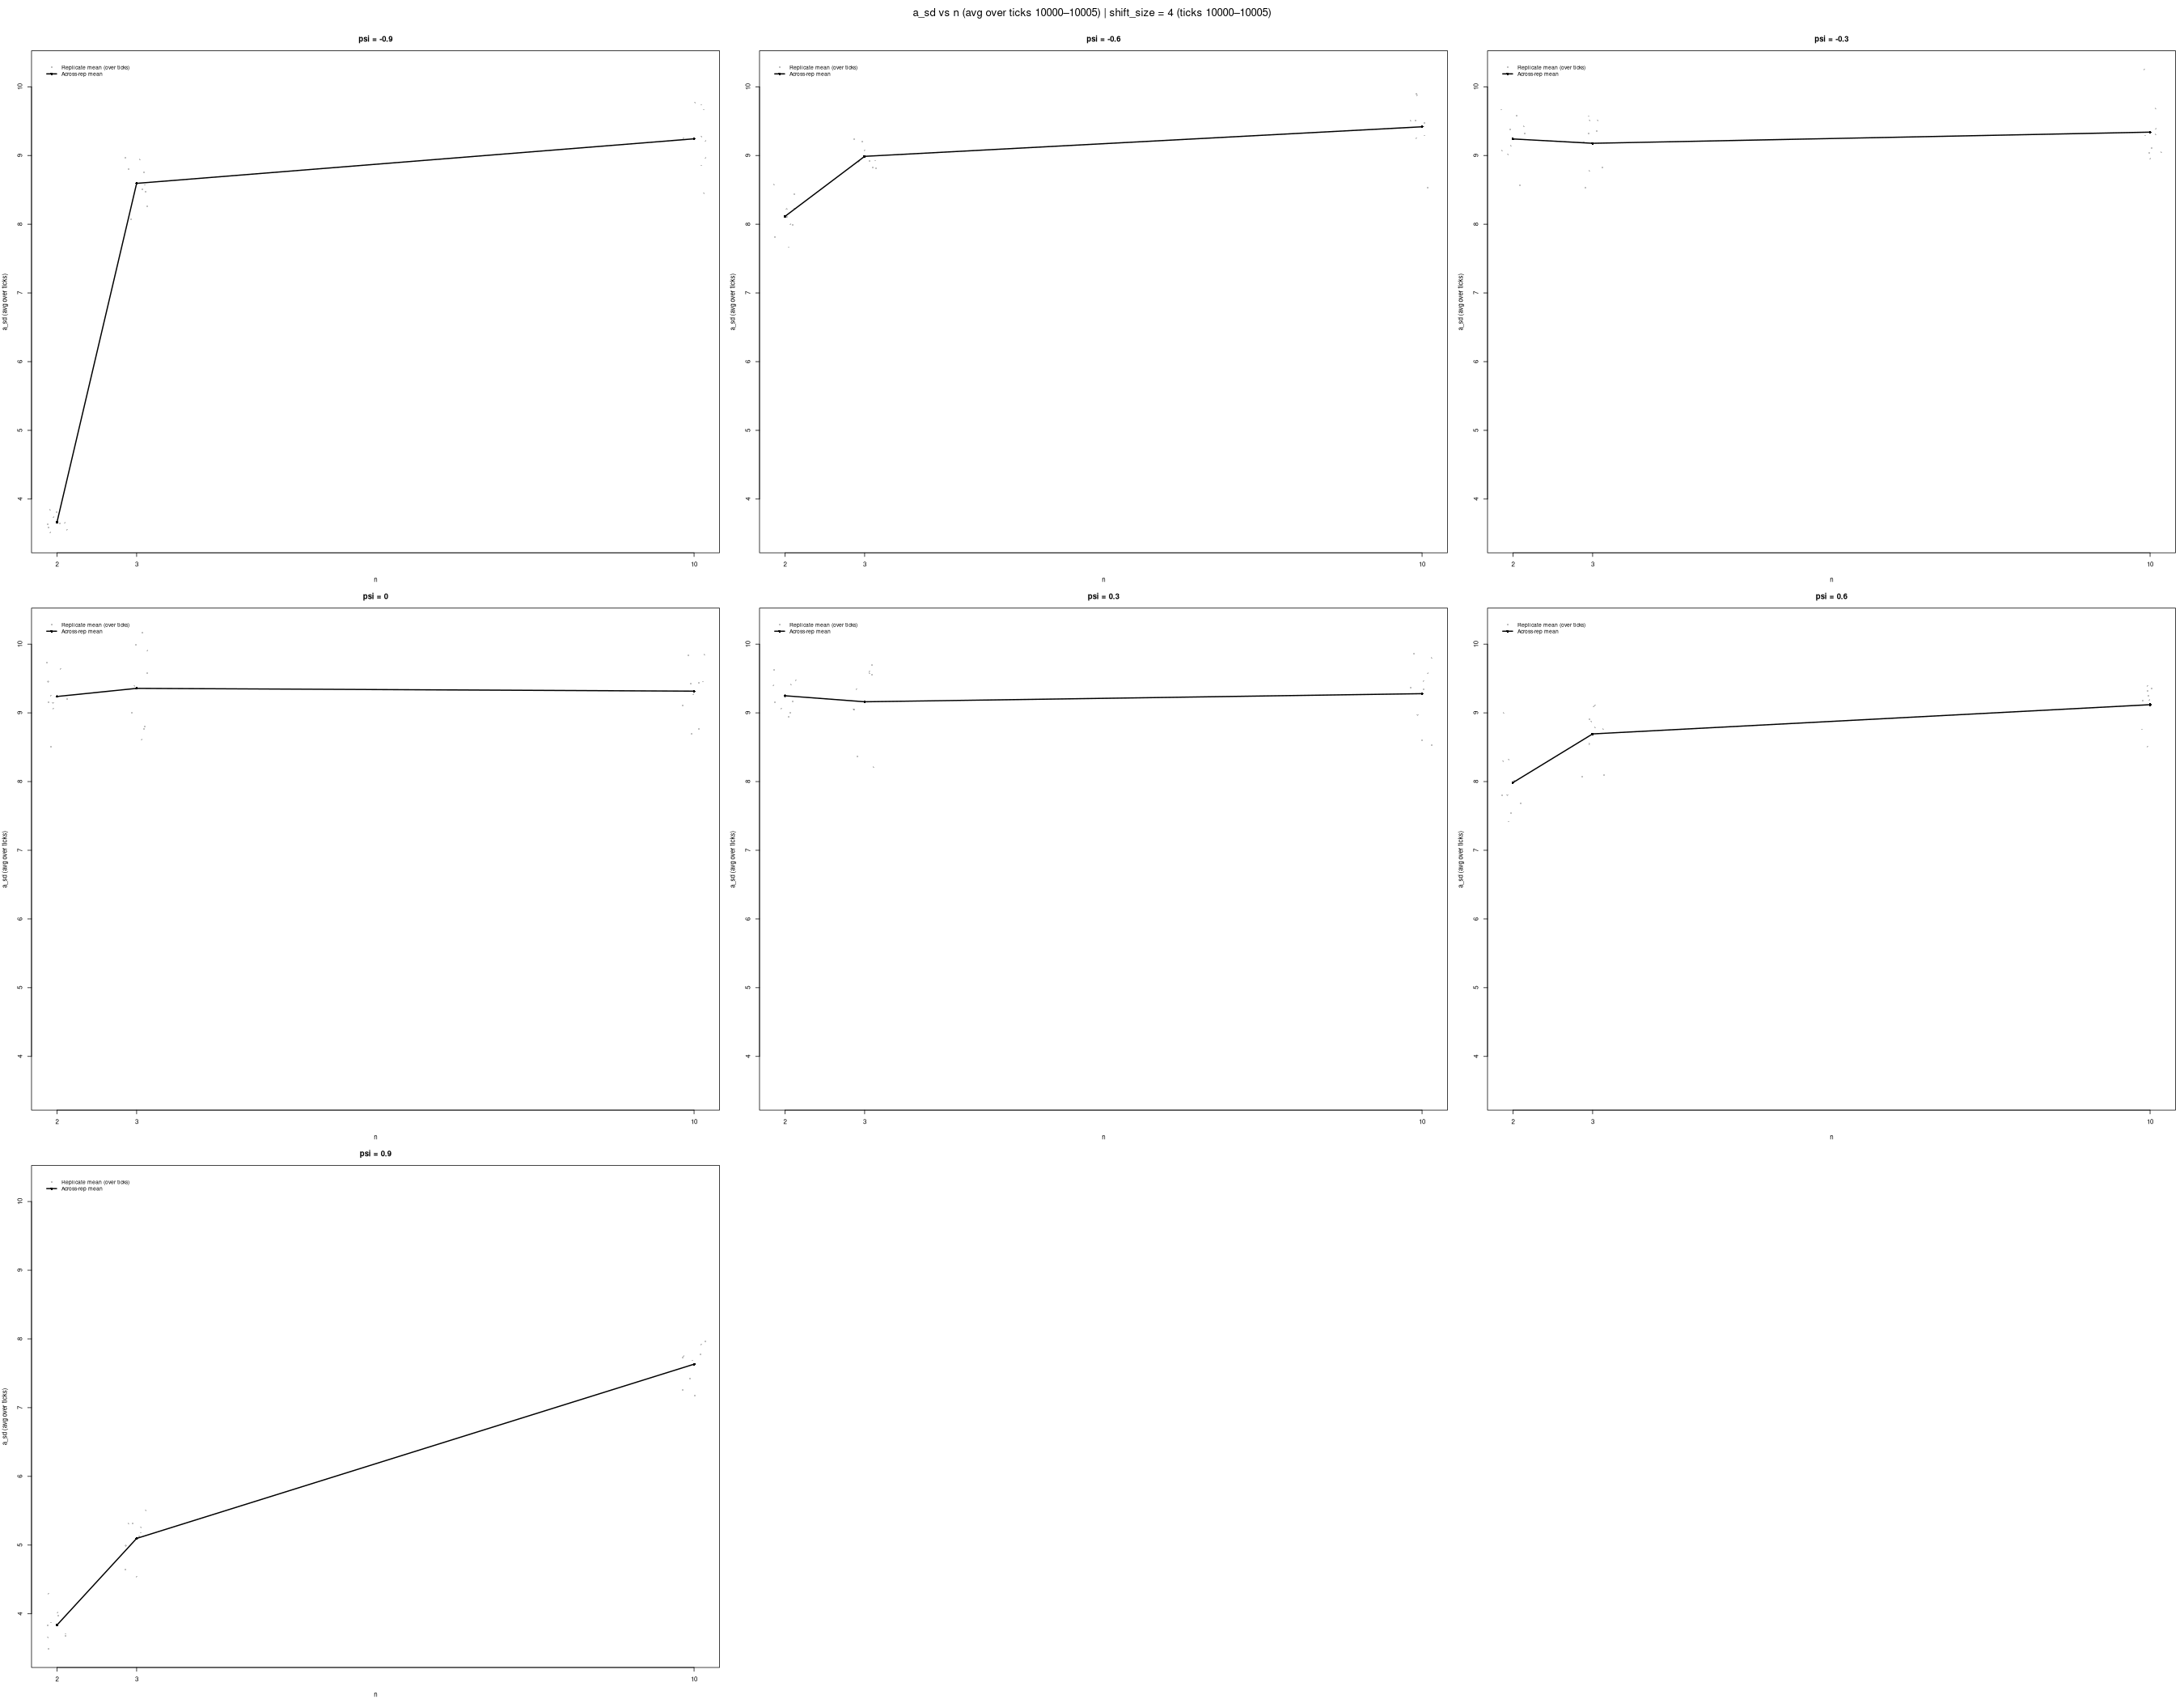 a_sd vs n (avg over ticks 10000–10005) | shift_size = 4 (ticks 10000–10005)
psi = -0.9
Replicate mean (over ticks)
Across-rep mean
10
9
8
7
6
5
4
a_sd (avg over ticks)
2
3
10
n
psi = -0.6
Replicate mean (over ticks)
Across-rep mean
10
9
8
7
6
5
4
a_sd (avg over ticks)
2
3
10
n
psi = -0.3
Replicate mean (over ticks)
Across-rep mean
10
9
8
7
6
5
4
a_sd (avg over ticks)
2
3
10
n
psi = 0
Replicate mean (over ticks)
Across-rep mean
10
9
8
7
6
5
4
a_sd (avg over ticks)
2
3
10
n
psi = 0.3
Replicate mean (over ticks)
Across-rep mean
10
9
8
7
6
5
4
a_sd (avg over ticks)
2
3
10
n
psi = 0.6
Replicate mean (over ticks)
Across-rep mean
10
9
8
7
6
5
4
a_sd (avg over ticks)
2
3
10
n
psi = 0.9
Replicate mean (over ticks)
Across-rep mean
10
9
8
7
6
5
4
a_sd (avg over ticks)
2
3
10
n